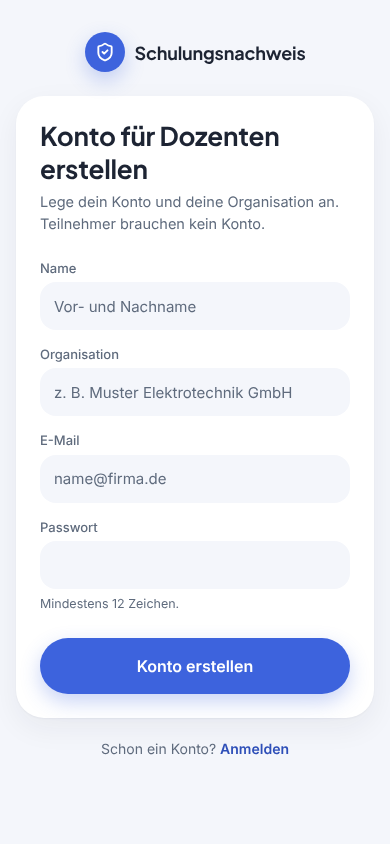 Schulungsnachweis
Konto für Dozenten
erstellen
Lege dein Konto und deine Organisation an.
Teilnehmer brauchen kein Konto.
Name
Vor- und Nachname
Organisation
z. B. Muster Elektrotechnik GmbH
E-Mail
name@firma.de
Passwort
Mindestens 12 Zeichen.
Konto erstellen
Schon ein Konto? Anmelden